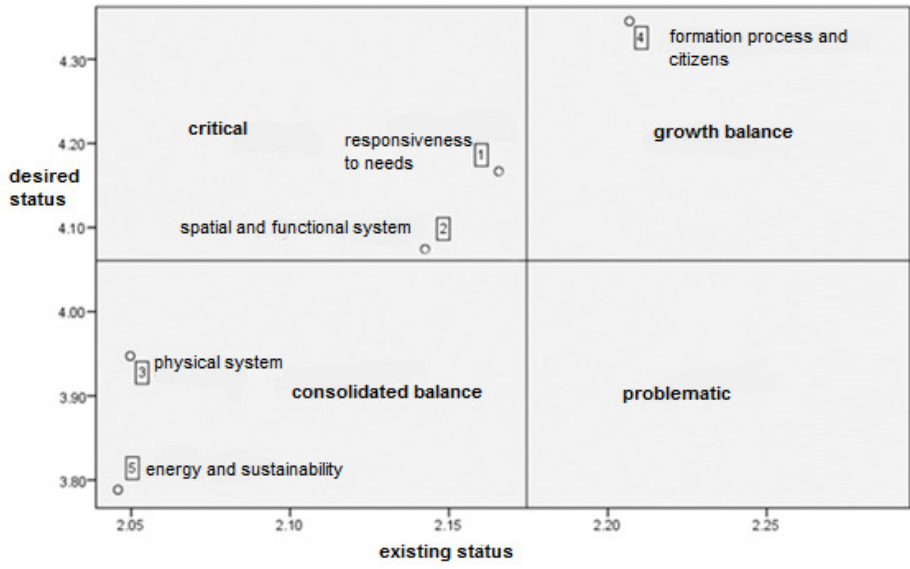 4.30
4.20
4.10
4.00
3.90
3.80
desired
status
critical
growth balance
consolidated balance
problematic
4
formation process and
citizens
responsiveness
to needs
1
spatial and functional system
2
3
physical system
5
energy and sustainability
2.05
2.10
2.15
2.20
2.25
existing status